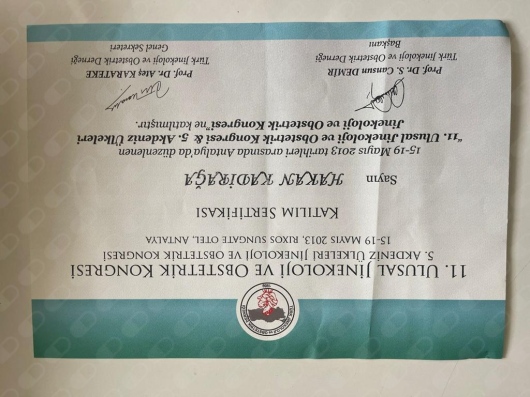 11. ULUSAL JİNEKOLOJİ VE OBSTETRİK KONGRESİ
5. AKDENİZ ÜLKELERİ JİNEKOLOJİ VE OBSTETRİK KONGRESİ
15-19 MAYIS 2013, RIXOS SUNGATE OTEL, ANTALYA
KATILIM SERTİFİKASI
Sayın HAKAN KADİRAĞA
15-19 Mayıs 2013 tarihleri arasında Antalya'da düzenlenen
"11. Ulusal Jinekoloji ve Obstetrik Kongresi & 5. Akdeniz Ülkeleri
Jinekoloji ve Obstetrik Kongresi"ne katılmıştır.
Prof. Dr. S. Cansun DEMİR
Türk Jinekoloji ve Obstetrik Derneği
Başkanı
Prof. Dr. Ateş KARATEKE
Türk Jinekoloji ve Obstetrik Derneği
Genel Sekreteri